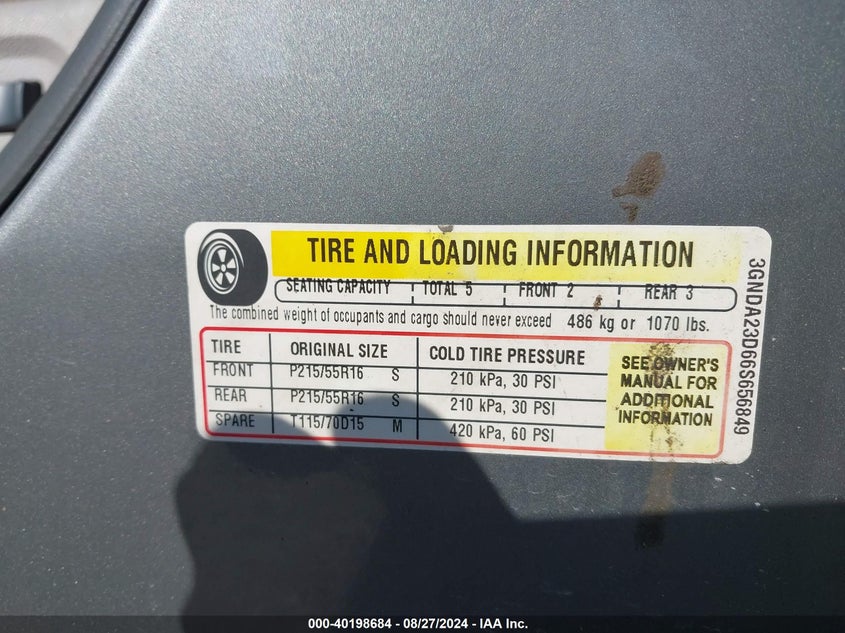 TIRE AND LOADING INFORMATION
SEATING CAPACITY TOTAL 5 FRONT 2 REAR 3
The combined weight of occupants and cargo should never exceed 486 kg or 1070 lbs.
TIRE ORIGINAL SIZE COLD TIRE PRESSURE
FRONT P215/55R16 S 210 kPa, 30 PSI
REAR P215/55R16 S 210 kPa, 30 PSI
SPARE T115/70D15 M 420 kPa, 60 PSI
SEE OWNER'S
MANUAL FOR
ADDITIONAL
INFORMATION
3GNDA23D66S656849
000-40198684 - 08/27/2024 - IAA Inc.